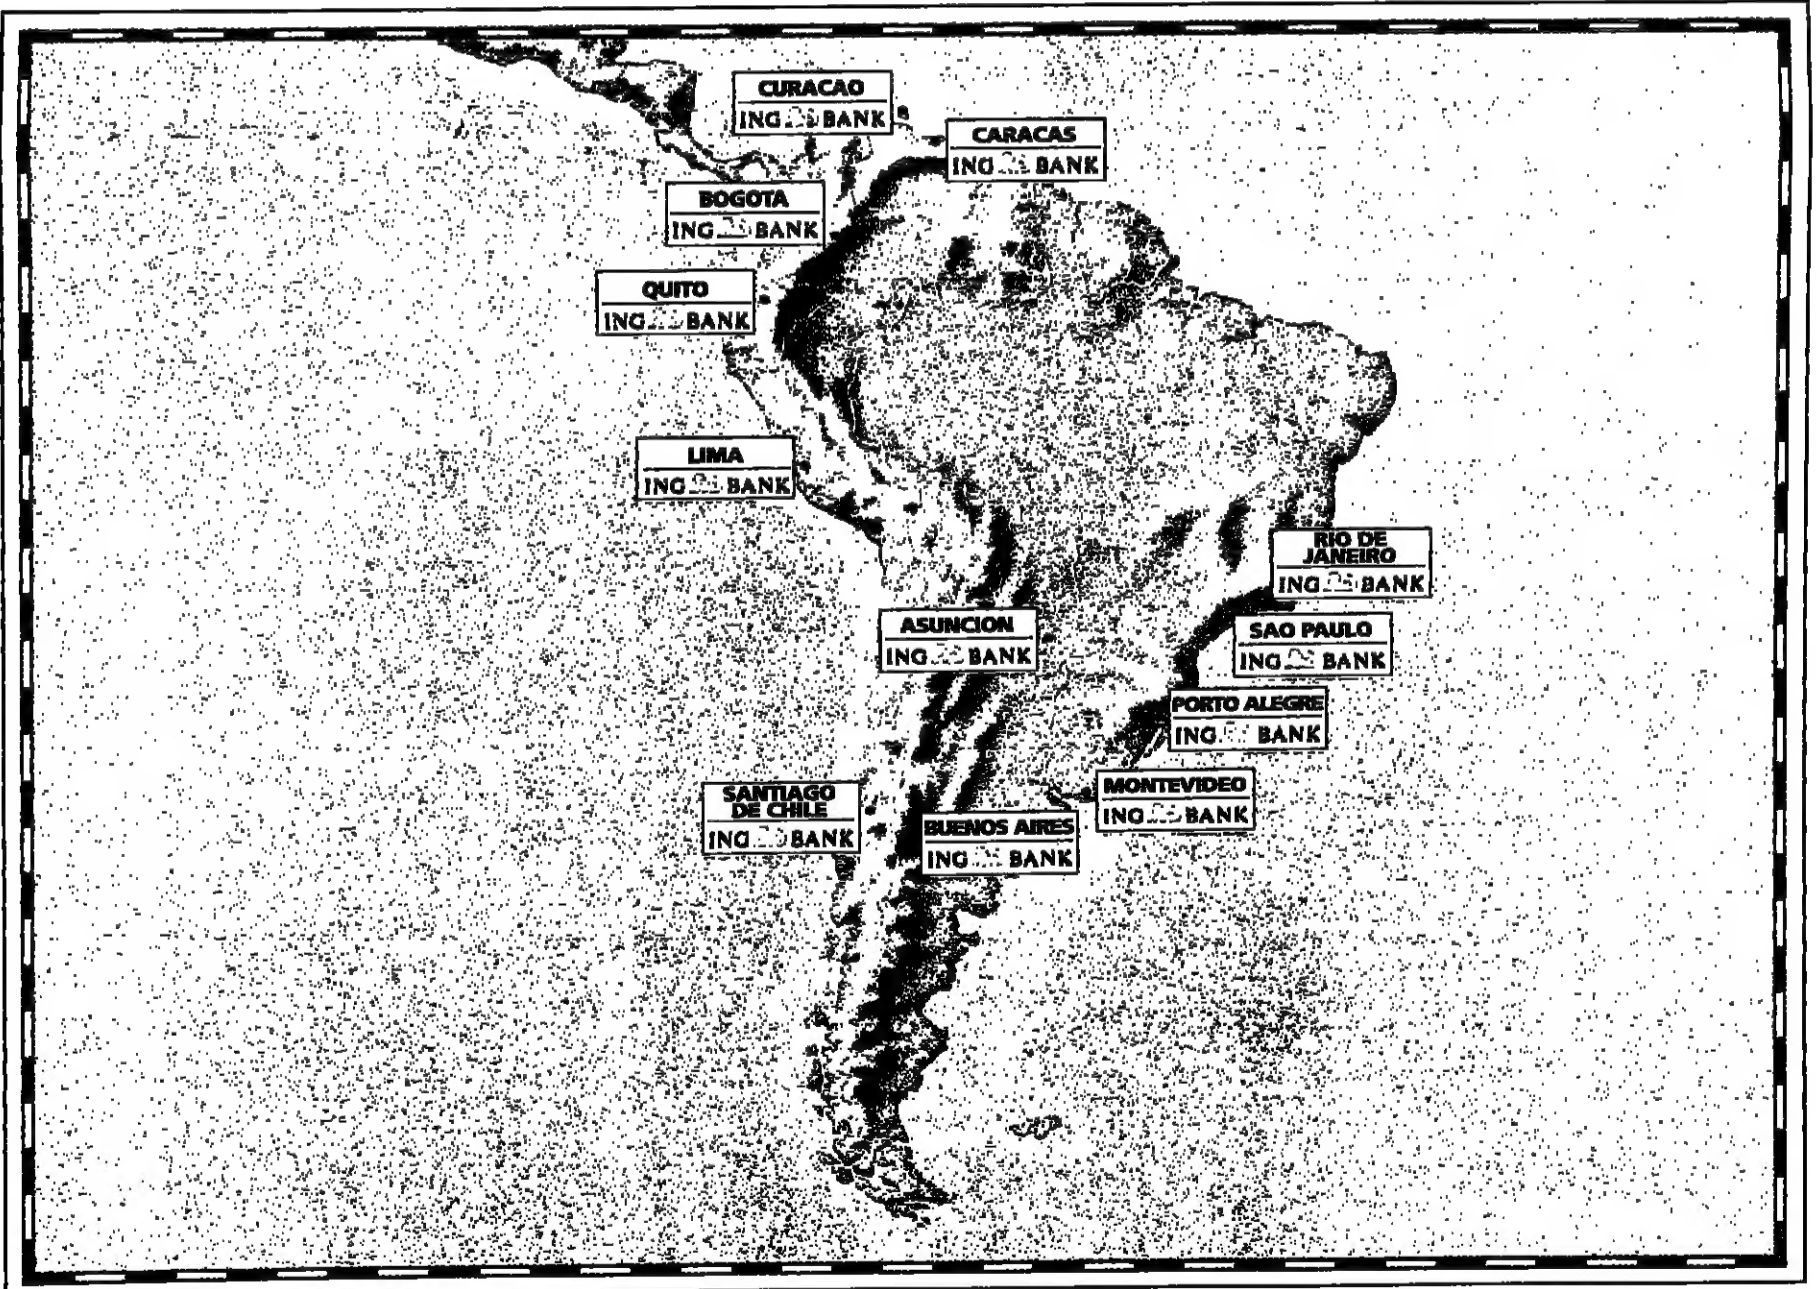 CURACAO
ING BANK
CARACAS
ING BANK
BOGOTA
ING BANK
QUITO
ING BANK
LIMA
ING BANK
RIO DE
JANEIRO
ING BANK
ASUNCION
ING BANK
SAO PAULO
ING BANK
PORTO ALEGRE
ING BANK
MONTEVIDEO
ING BANK
SANTIAGO
DE CHILE
ING BANK
BUENOS AIRES
ING BANK